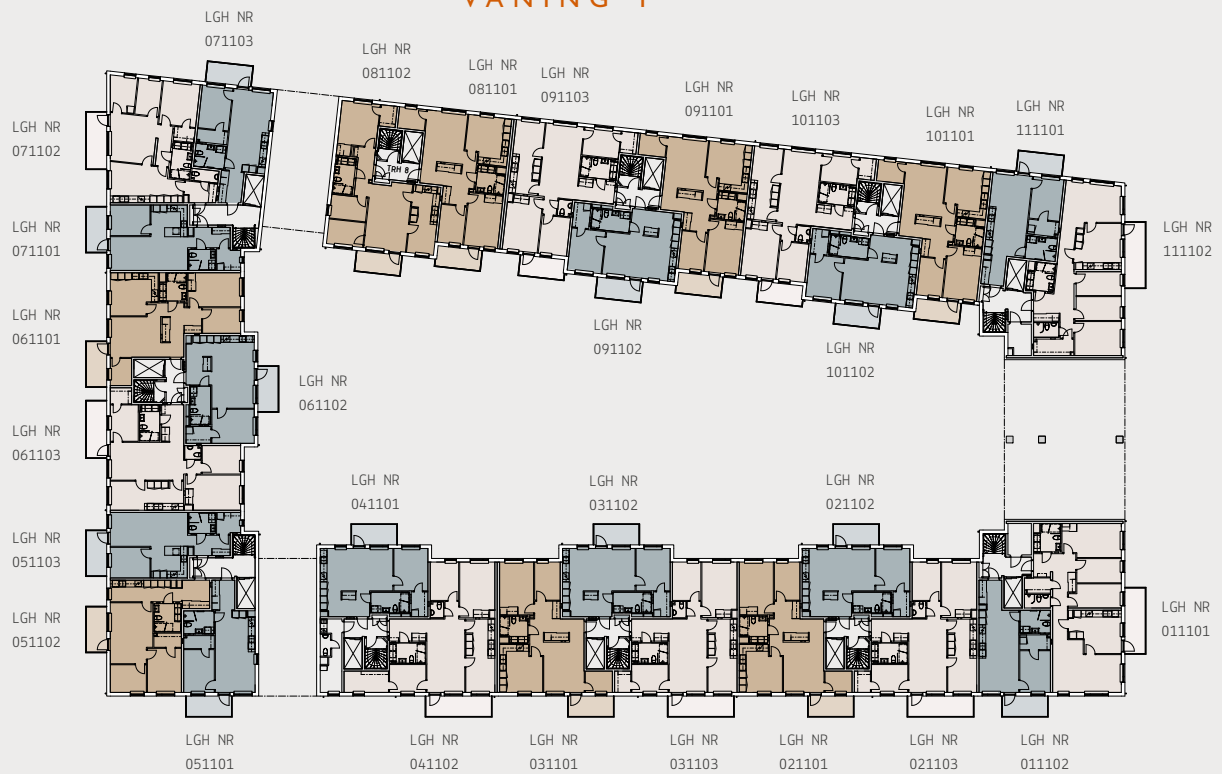 VÅNING 1
LGH NR
071103
LGH NR
081102
LGH NR
081101
LGH NR
091103
LGH NR
091101
LGH NR
101103
LGH NR
101101
LGH NR
111101
LGH NR
071102
TRH 8
LGH NR
071101
LGH NR
111102
LGH NR
061101
LGH NR
091102
LGH NR
101102
LGH NR
061102
LGH NR
061103
LGH NR
041101
LGH NR
031102
LGH NR
021102
LGH NR
051103
LGH NR
051102
LGH NR
011101
LGH NR
051101
LGH NR
041102
LGH NR
031101
LGH NR
031103
LGH NR
021101
LGH NR
021103
LGH NR
011102